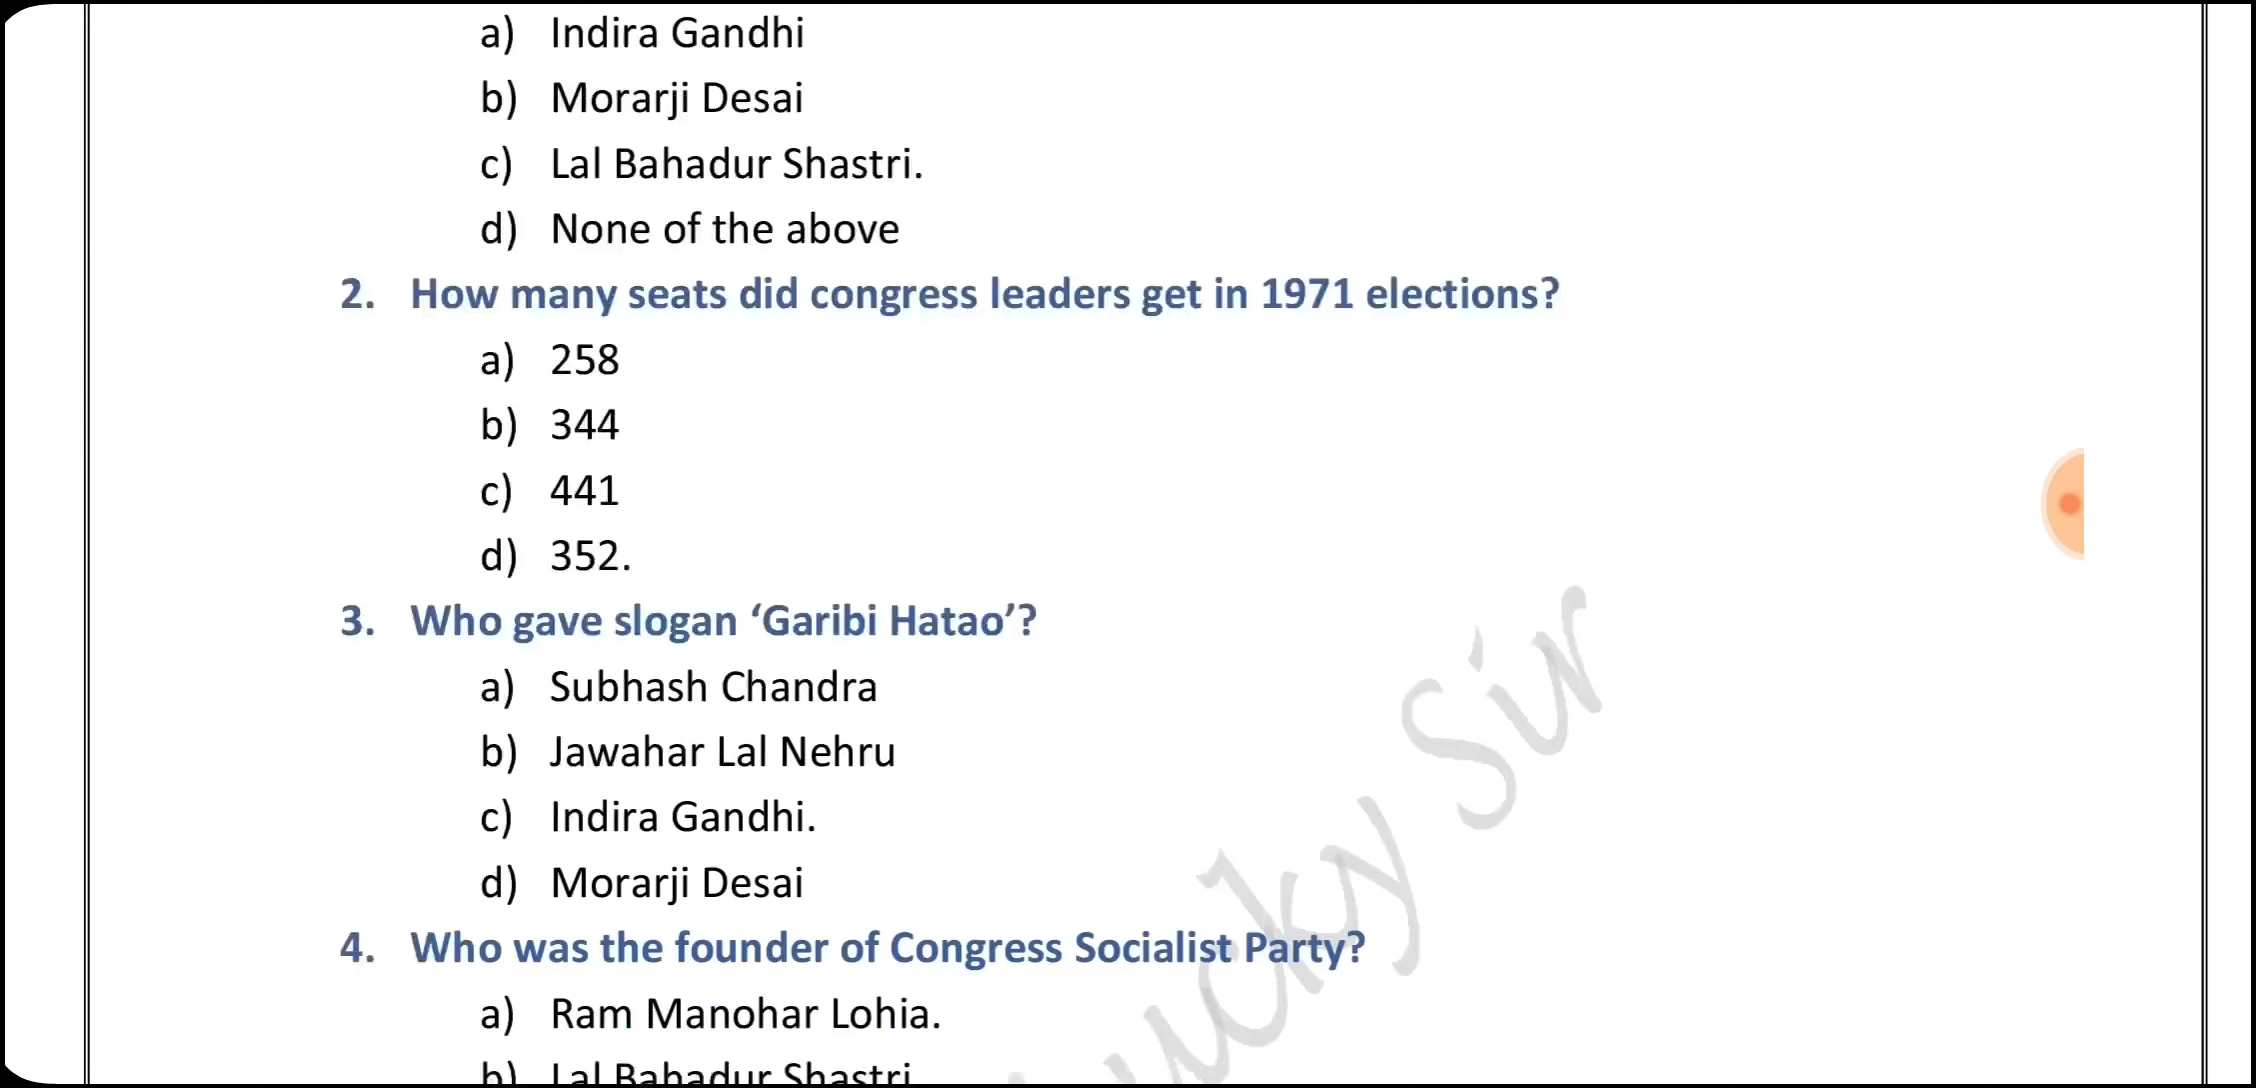 a) Indira Gandhi
b) Morarji Desai
c) Lal Bahadur Shastri.
d) None of the above
2. How many seats did congress leaders get in 1971 elections?
a) 258
b) 344
c) 441
d) 352.
3. Who gave slogan ‘Garibi Hatao’?
a) Subhash Chandra
b) Jawahar Lal Nehru
c) Indira Gandhi.
d) Morarji Desai
4. Who was the founder of Congress Socialist Party?
a) Ram Manohar Lohia.
b) Lal Bahadur Shastri
ucky Sir